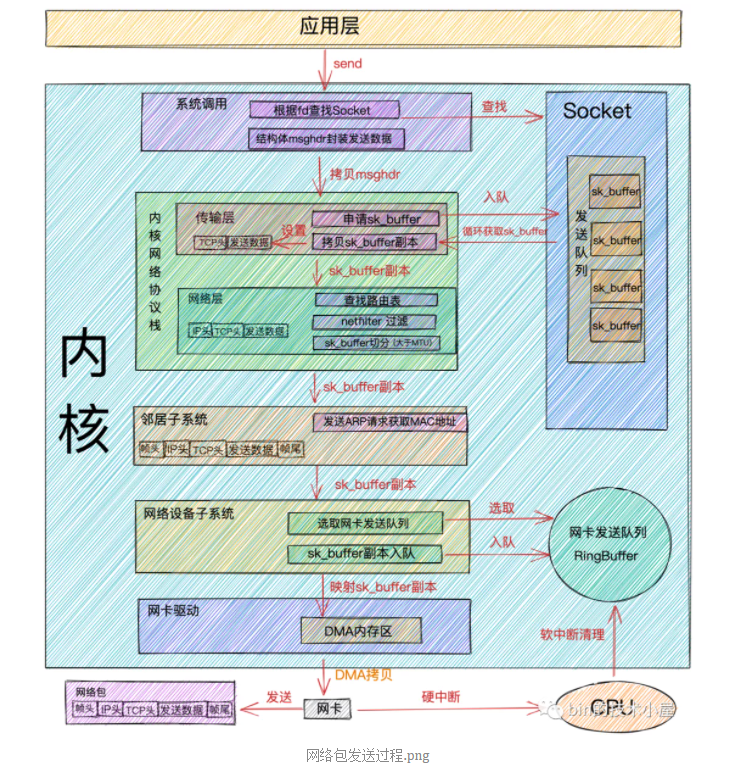 应用层
send
系统调用
根据fd查找Socket
查找
Socket
结构体msghdr封装发送数据
拷贝msghdr
内核网络协议栈
传输层
申请sk_buffer
入队
设置
TCP头 发送数据
拷贝sk_buffer副本
循环获取sk_buffer
发送队列
sk_buffer
sk_buffer
sk_buffer
sk_buffer
sk_buffer副本
网络层
查找路由表
IP头 TCP头 发送数据
netfilter 过滤
sk_buffer切分 (大于MTU)
内核
sk_buffer副本
邻居子系统
发送ARP请求获取MAC地址
帧头 IP头 TCP头 发送数据 帧尾
sk_buffer副本
网络设备子系统
选取网卡发送队列
选取
sk_buffer副本入队
入队
网卡发送队列
RingBuffer
映射sk_buffer副本
网卡驱动
DMA内存区
软中断清理
DMA拷贝
网络包
帧头 IP头 TCP头 发送数据 帧尾
发送
网卡
硬中断
CPU
bin的技术小屋
网络包发送过程.png